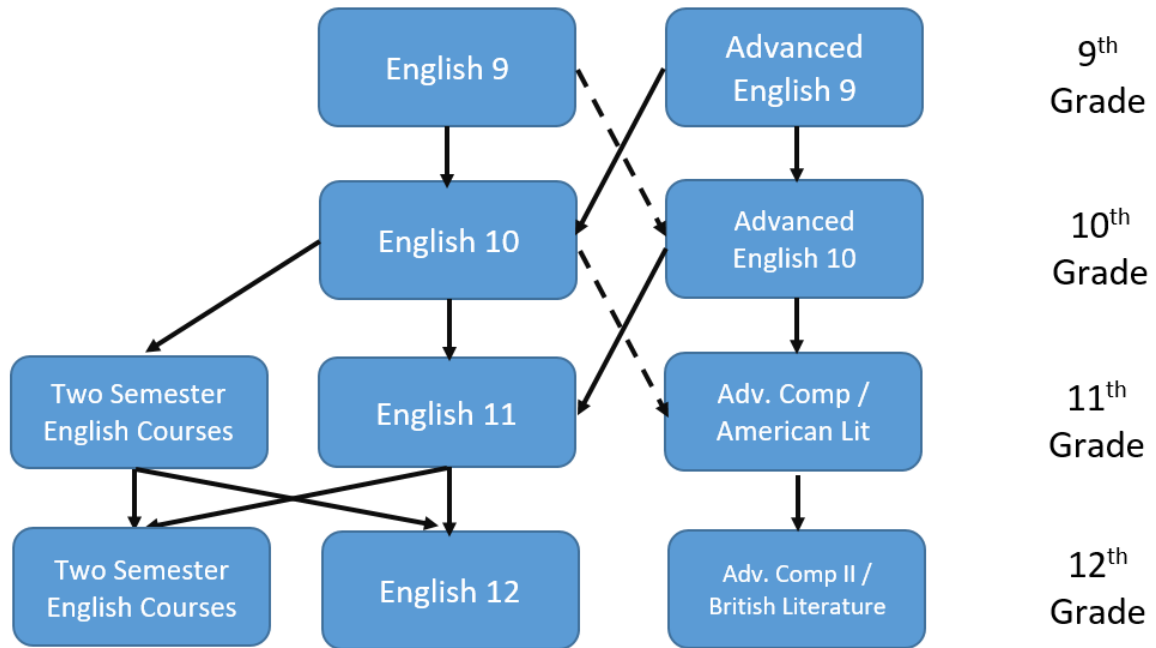 English 9
Advanced
English 9
9th
Grade
English 10
Advanced
English 10
10th
Grade
Two Semester
English Courses
English 11
Adv. Comp /
American Lit
11th
Grade
Two Semester
English Courses
English 12
Adv. Comp II /
British Literature
12th
Grade